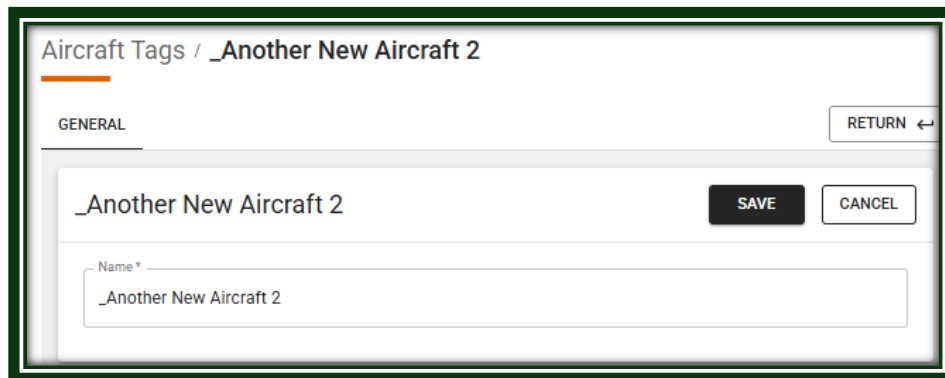 Aircraft Tags / _Another New Aircraft 2
GENERAL
RETURN
_Another New Aircraft 2
SAVE
CANCEL
Name *
_Another New Aircraft 2